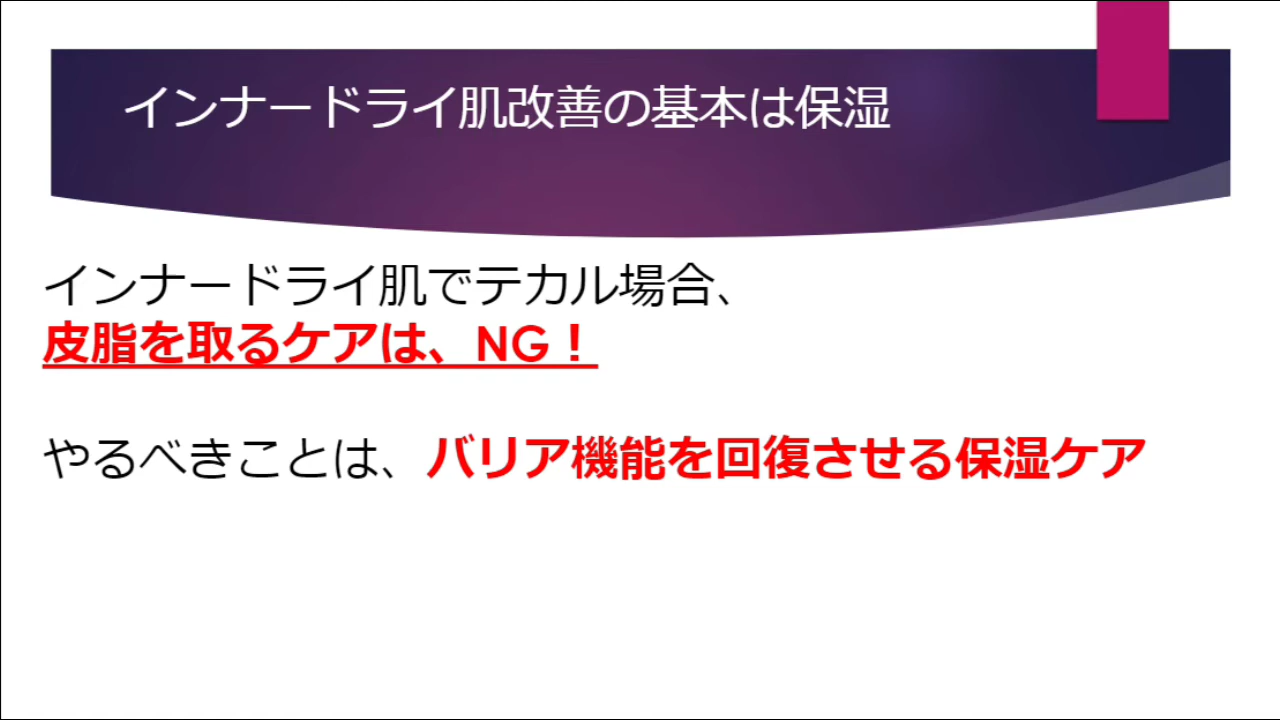 インナードライ肌改善の基本は保湿
インナードライ肌でテカル場合、
皮脂を取るケアは、NG！
やるべきことは、バリア機能を回復させる保湿ケア